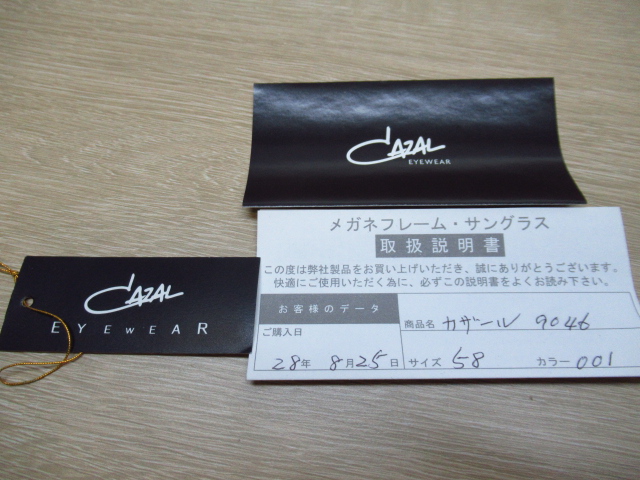 CAZAL
EYEWEAR
CAZAL
EYEWEAR
メガネフレーム・サングラス
取扱説明書
この度は弊社製品をお買い上げいただき、誠にありがとうございます。
快適にご使用いただく為に、必ずこの説明書をよくお読み下さい。
お客様のデータ
商品名 カザール 9046
ご購入日
28年 8月25日 サイズ 58 カラー 001